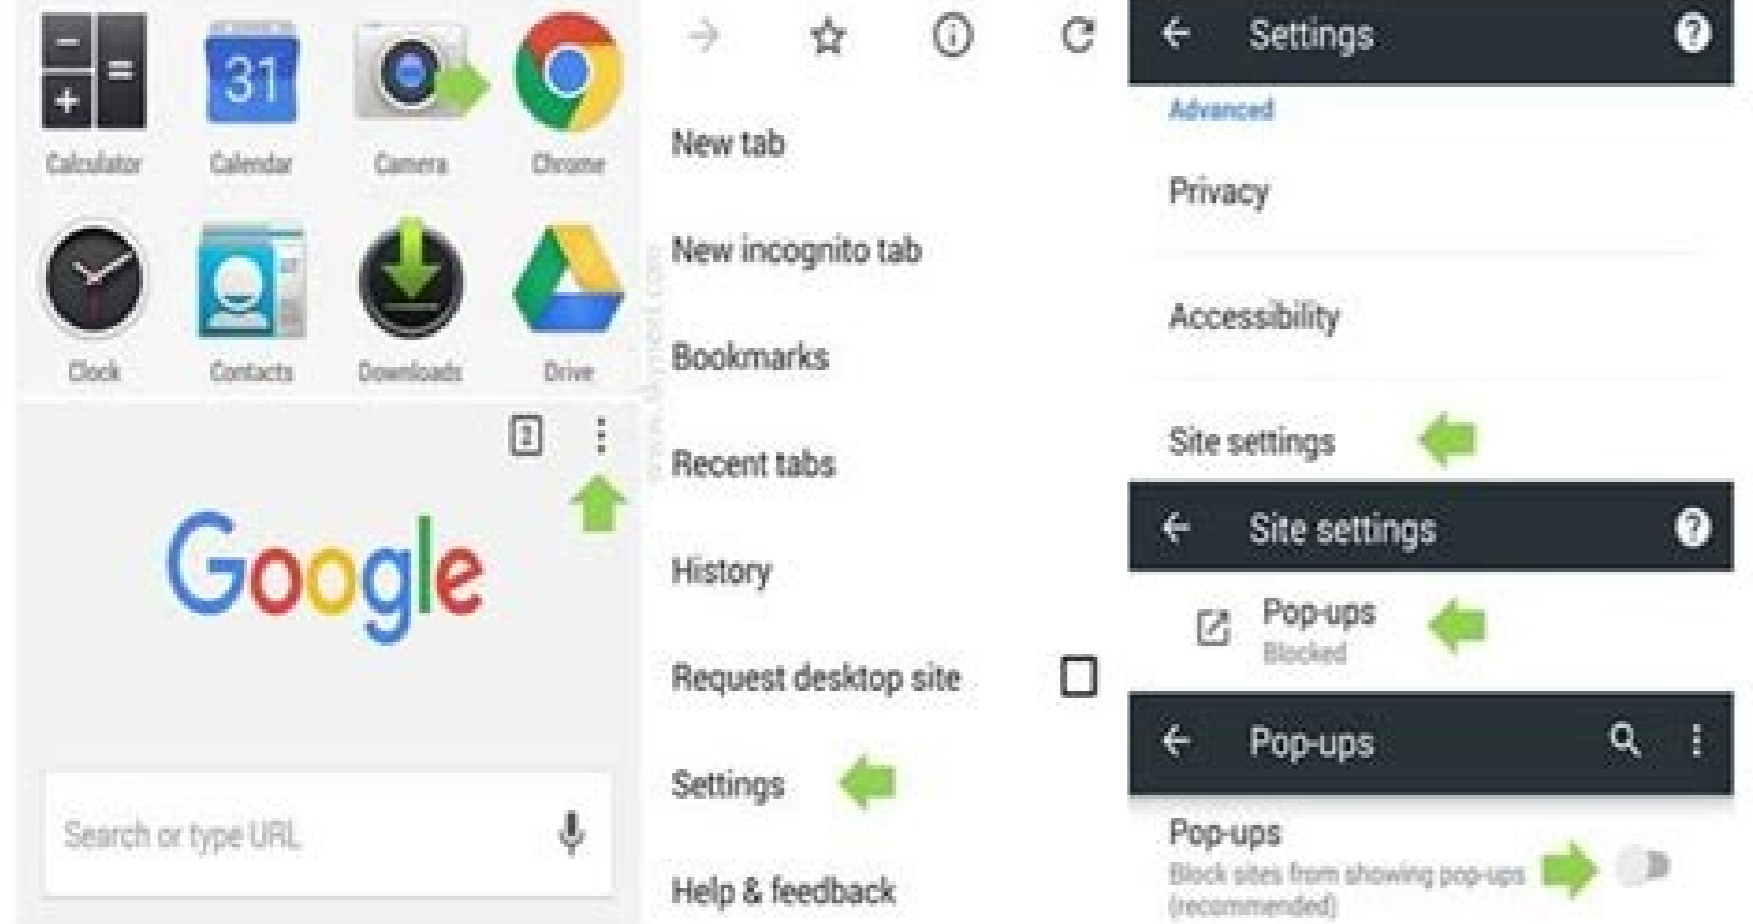 31
Calculator
Calendar
Camera
Chrome
Clock
Contacts
Downloads
Drive
2
Google
Search or type URL
New tab
New incognito tab
Bookmarks
Recent tabs
History
Request desktop site
Settings
Help & feedback
Settings
?
Advanced
Privacy
Accessibility
Site settings
Site settings
?
Pop-ups
Blocked
Pop-ups
Pop-ups
Block sites from showing pop-ups
(recommended)